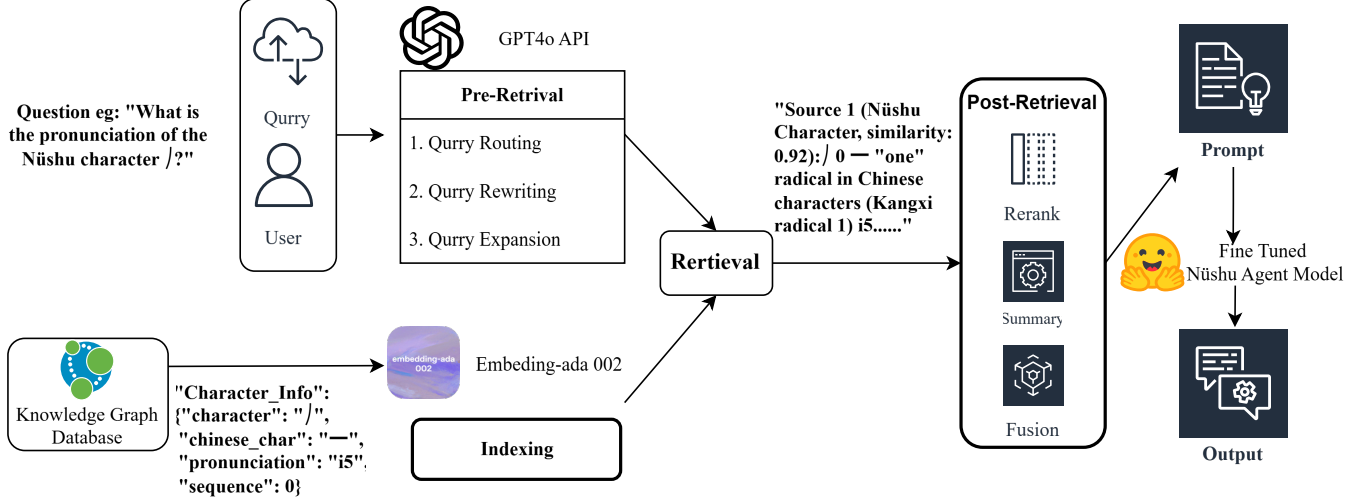 Question eg: "What is
the pronunciation of the
Nüshu character 丿?"
Qurry
User
GPT4o API
Pre-Retrival
1. Qurry Routing
2. Qurry Rewriting
3. Qurry Expansion
Knowledge Graph
Database
"Character_Info":
{"character": "丿",
"chinese_char": "一",
"pronunciation": "i5",
"sequence": 0}
embedding-ada
002
Embeding-ada 002
Indexing
Rertieval
"Source 1 (Nüshu
Character, similarity:
0.92):丿 0 一 "one"
radical in Chinese
characters (Kangxi
radical 1) i5......"
Post-Retrieval
Rerank
Summary
Fusion
Prompt
Fine Tuned
Nüshu Agent Model
Output